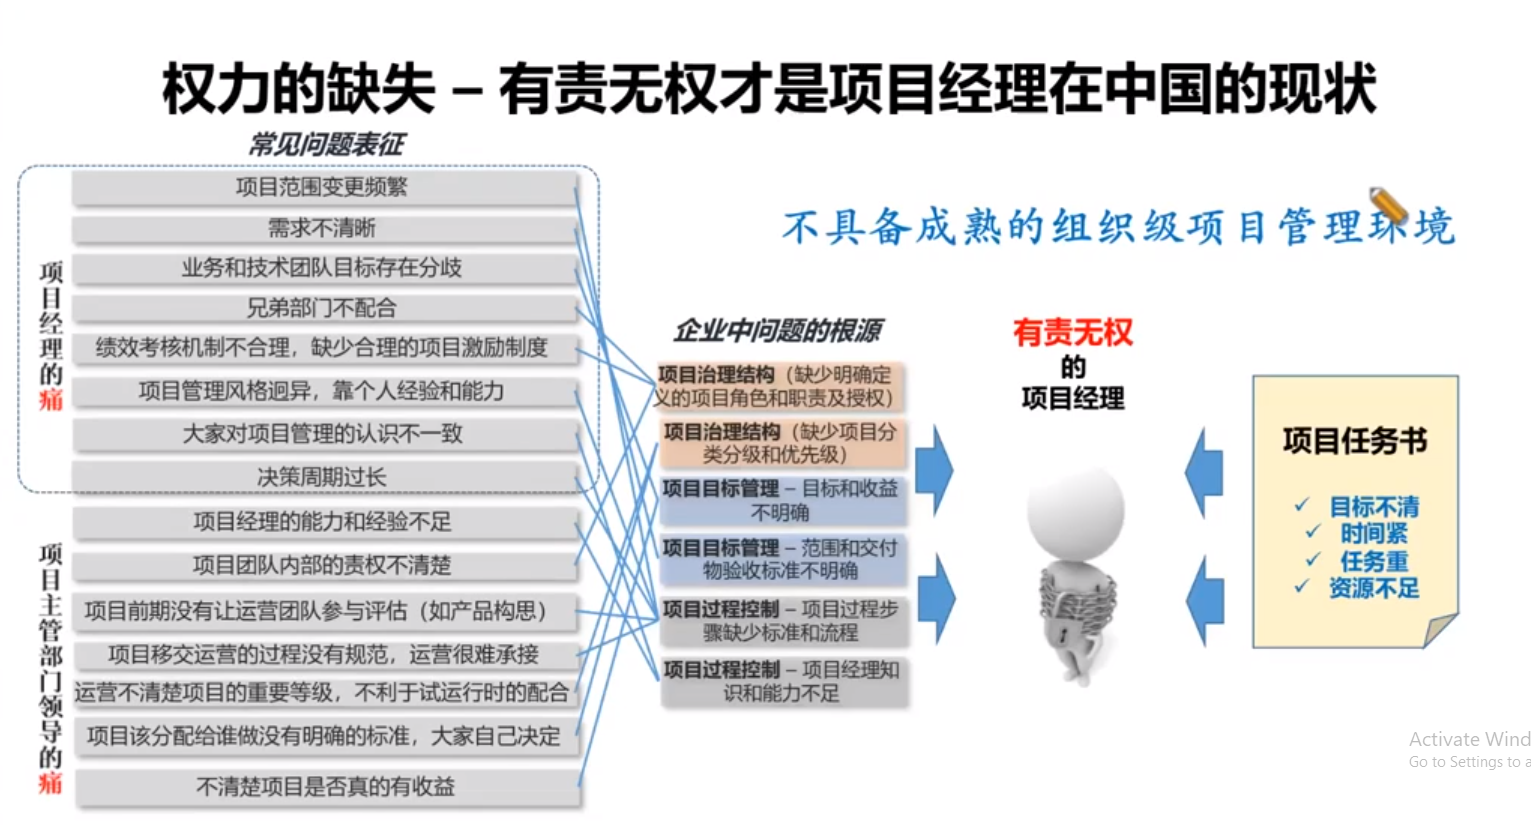 权力的缺失 – 有责无权才是项目经理在中国的现状
常见问题表征
项目经理的痛
项目范围变更频繁
需求不清晰
业务和技术团队目标存在分歧
兄弟部门不配合
绩效考核机制不合理，缺少合理的项目激励制度
项目管理风格迥异，靠个人经验和能力
大家对项目管理的认识不一致
决策周期过长
项目主管部门领导的痛
项目经理的能力和经验不足
项目团队内部的责权不清楚
项目前期没有让运营团队参与评估（如产品构思）
项目移交运营的过程没有规范，运营很难承接
运营不清楚项目的重要等级，不利于试运行时的配合
项目该分配给谁做没有明确的标准，大家自己决定
不清楚项目是否真的有收益
不具备成熟的组织级项目管理环境
企业中问题的根源
项目治理结构（缺少明确定
义的项目角色和职责及授权）
项目治理结构（缺少项目分
类分级和优先级）
项目目标管理 – 目标和收益
不明确
项目目标管理 – 范围和交付
物验收标准不明确
项目过程控制 – 项目过程步
骤缺少标准和流程
项目过程控制 – 项目经理知
识和能力不足
有责无权
的
项目经理
项目任务书
✓ 目标不清
✓ 时间紧
✓ 任务重
✓ 资源不足
Activate Wind
Go to Settings to a